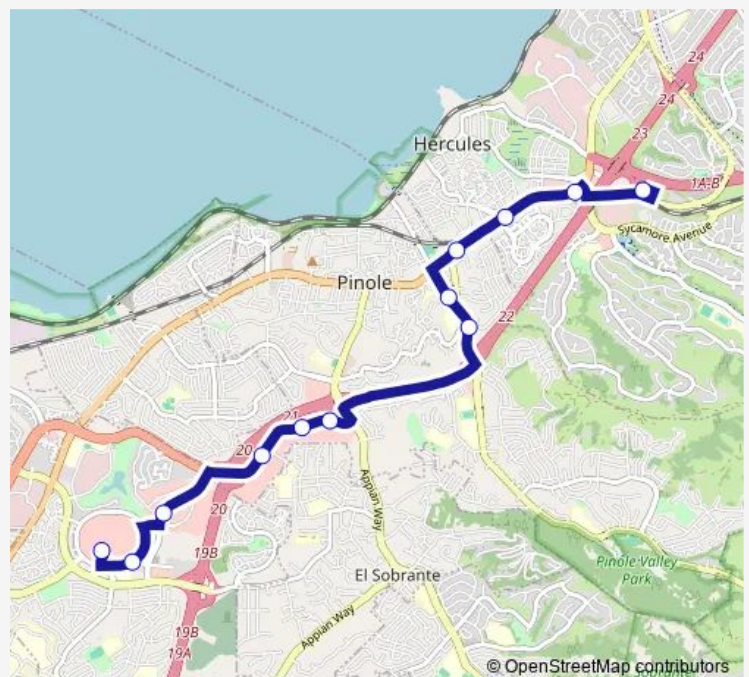 24
24
23
Hercules
1A-B
Sycamore Avenue
Pinole
22
21
20
20
Appian Way
19B
Pinole Valley
Park
El Sobrante
Appian Way
19B
19A
© OpenStreetMap contributors